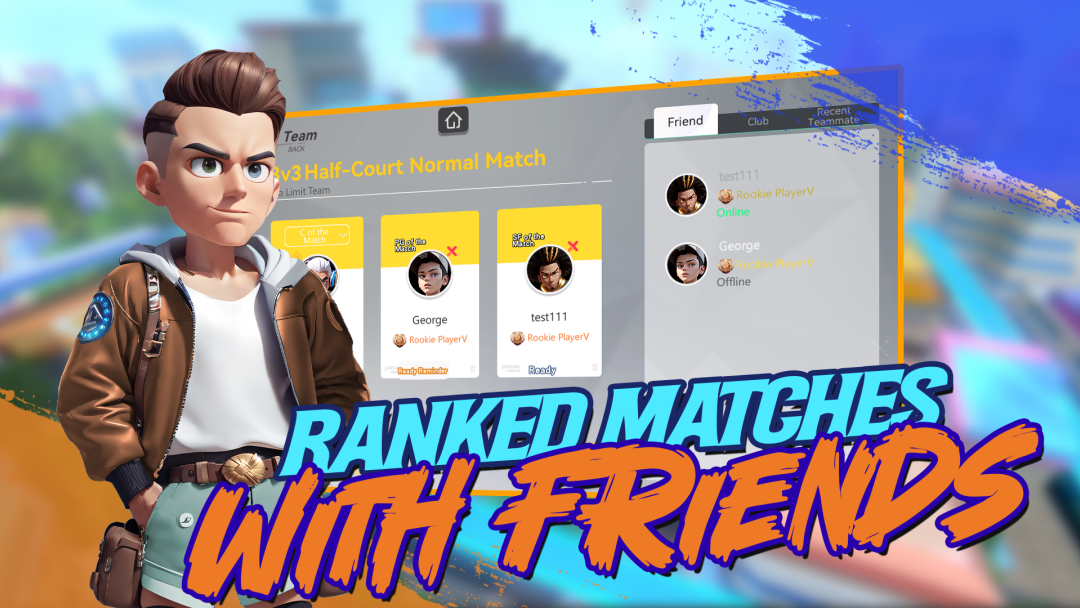 Team
BACK
v3 Half-Court Normal Match
Limit Team
C of the
Match
PG of the
Match
George
Rookie PlayerV
Ready Reminder
SF of the
Match
test111
Rookie PlayerV
Ready
Friend
Club
Recent
Teammate
test111
Rookie PlayerV
Online
George
Rookie PlayerV
Offline
RANKED MATCHES
WITH FRIENDS